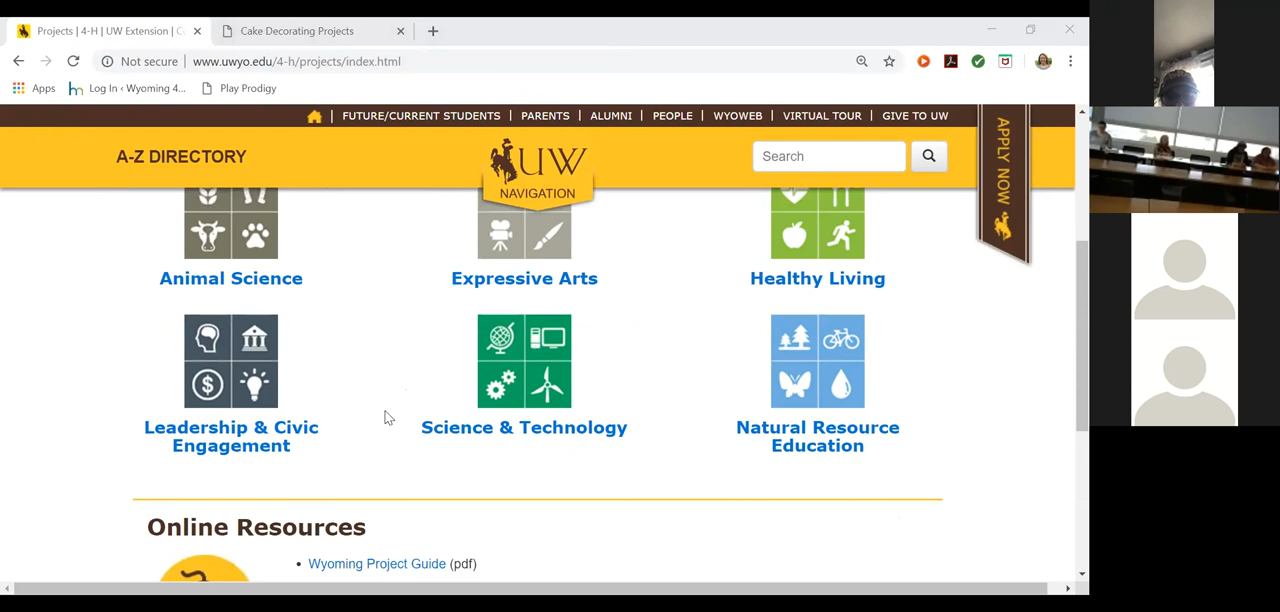 Projects | 4-H | UW Extension | C
Cake Decorating Projects
Not secure | www.uwyo.edu/4-h/projects/index.html
Apps
Log In ‹ Wyoming 4...
Play Prodigy
FUTURE/CURRENT STUDENTS | PARENTS | ALUMNI | PEOPLE | WYOWEB | VIRTUAL TOUR | GIVE TO UW
A-Z DIRECTORY
UW
NAVIGATION
Search
APPLY NOW
Animal Science
Expressive Arts
Healthy Living
Leadership & Civic
Engagement
Science & Technology
Natural Resource
Education
Online Resources
• Wyoming Project Guide (pdf)